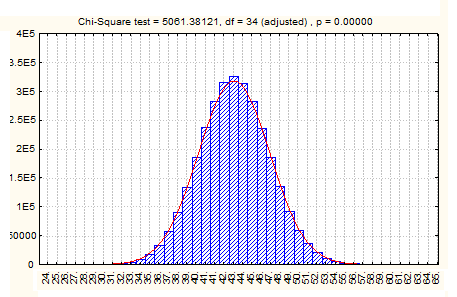 Chi-Square test = 5061.38121, df = 34 (adjusted) , p = 0.00000
4E5
3.5E5
3E5
2.5E5
2E5
1.5E5
1E5
50000
0
24. 25. 26. 27. 28. 29. 30. 31. 32. 33. 34. 35. 36. 37. 38. 39. 40. 41. 42. 43. 44. 45. 46. 47. 48. 49. 50. 51. 52. 53. 54. 55. 56. 57. 58. 59. 60. 61. 62. 63. 64. 65.